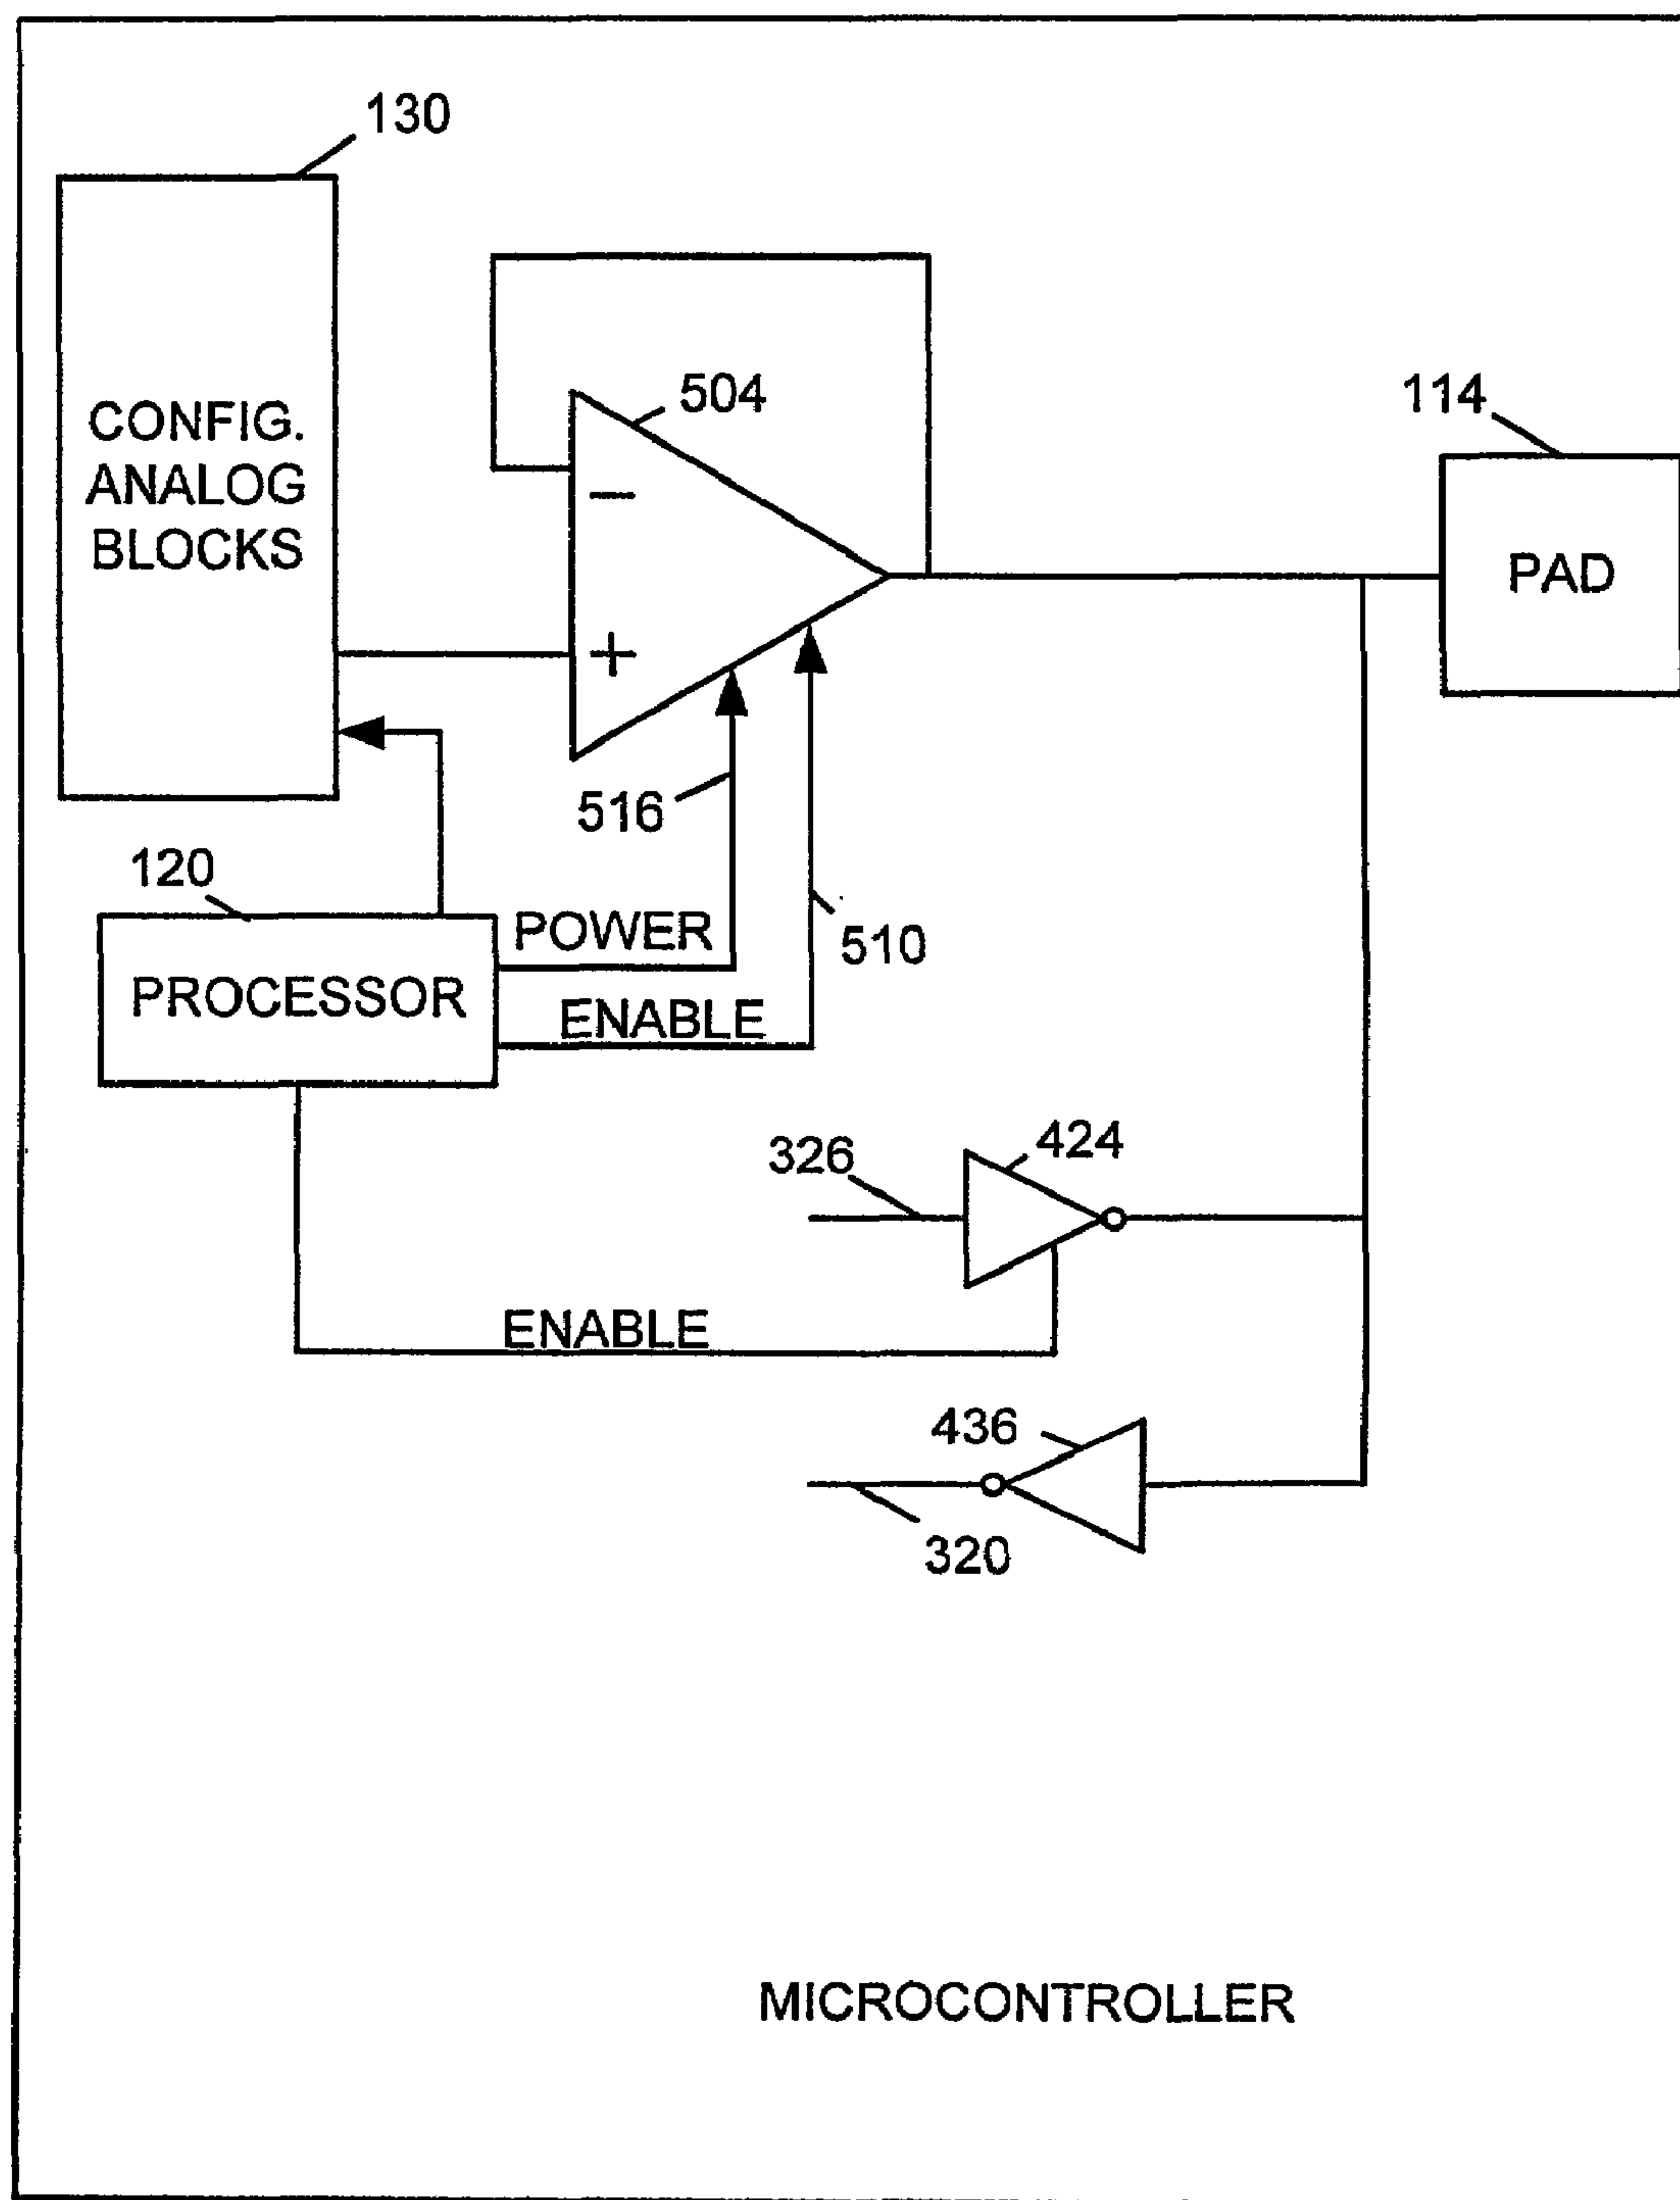 130
CONFIG.
ANALOG
BLOCKS
504
−
+
114
PAD
516
510
120
PROCESSOR
POWER
ENABLE
326
424
ENABLE
436
320
MICROCONTROLLER